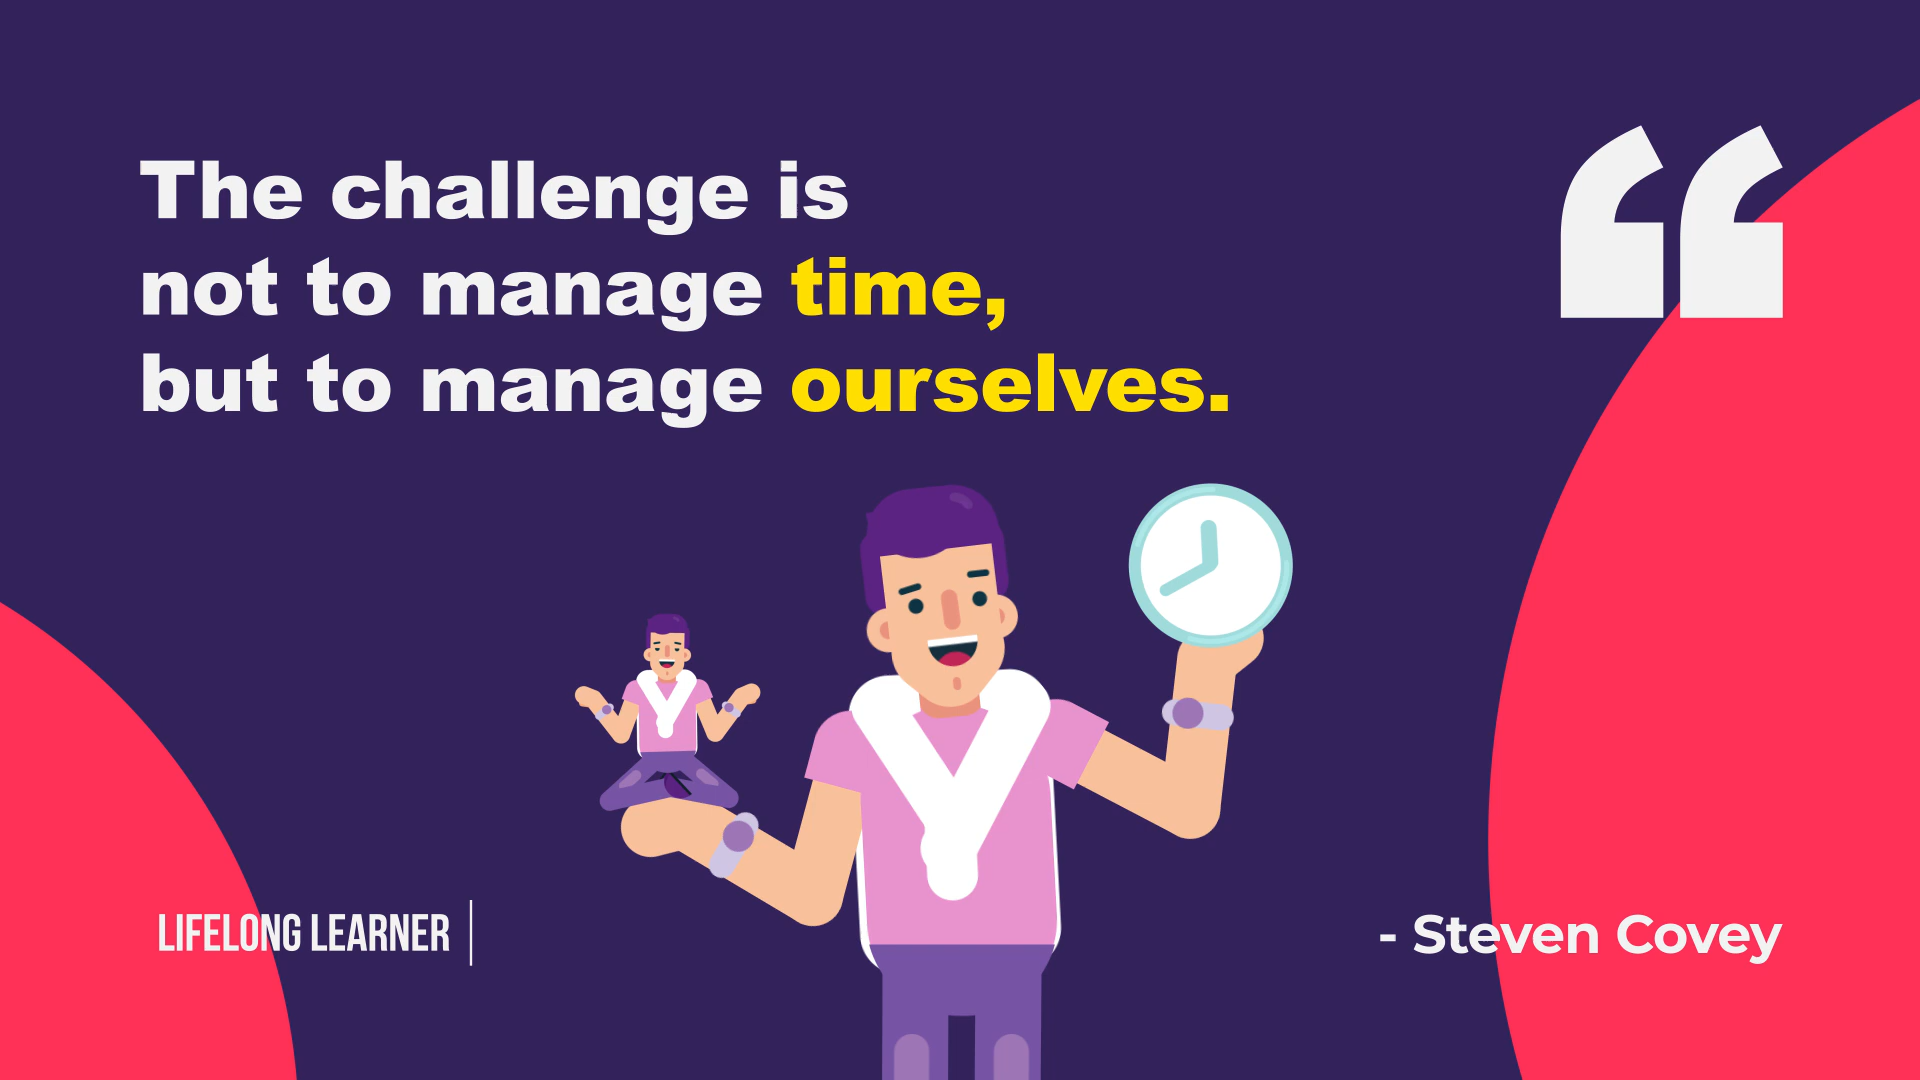 The challenge is
not to manage time,
but to manage ourselves.
LIFELONG LEARNER
- Steven Covey